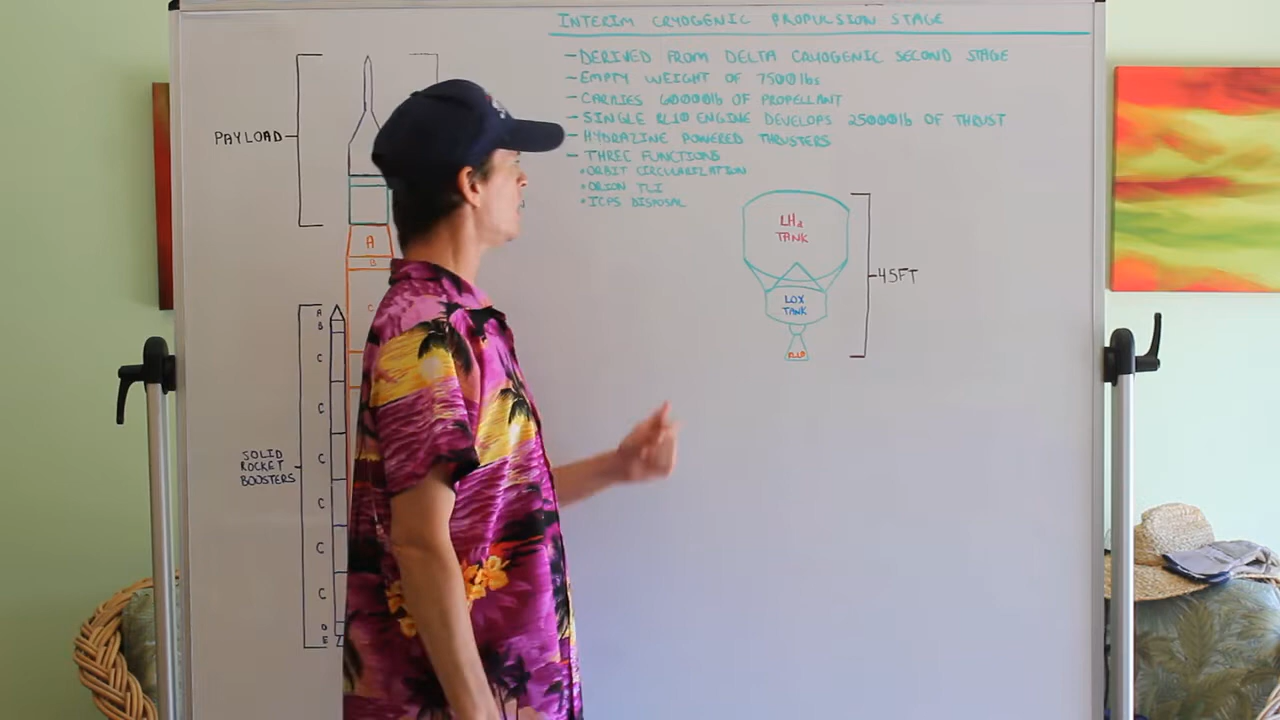 INTERIM CRYOGENIC PROPULSION STAGE
- DERIVED FROM DELTA CRYOGENIC SECOND STAGE
- EMPTY WEIGHT OF 7500lbs
- CARRIES 60000lb OF PROPELLANT
- SINGLE RL10 ENGINE DEVELOPS 25000lb OF THRUST
- HYDRAZINE POWERED THRUSTERS
- THREE FUNCTIONS
• ORBIT CIRCULARIZATION
• ORION TLI
• ICPS DISPOSAL
PAYLOAD
A
B
C
LH2
TANK
LOX
TANK
RL10
45FT
A
B
C
C
C
C
C
C
D
E
SOLID
ROCKET
BOOSTERS